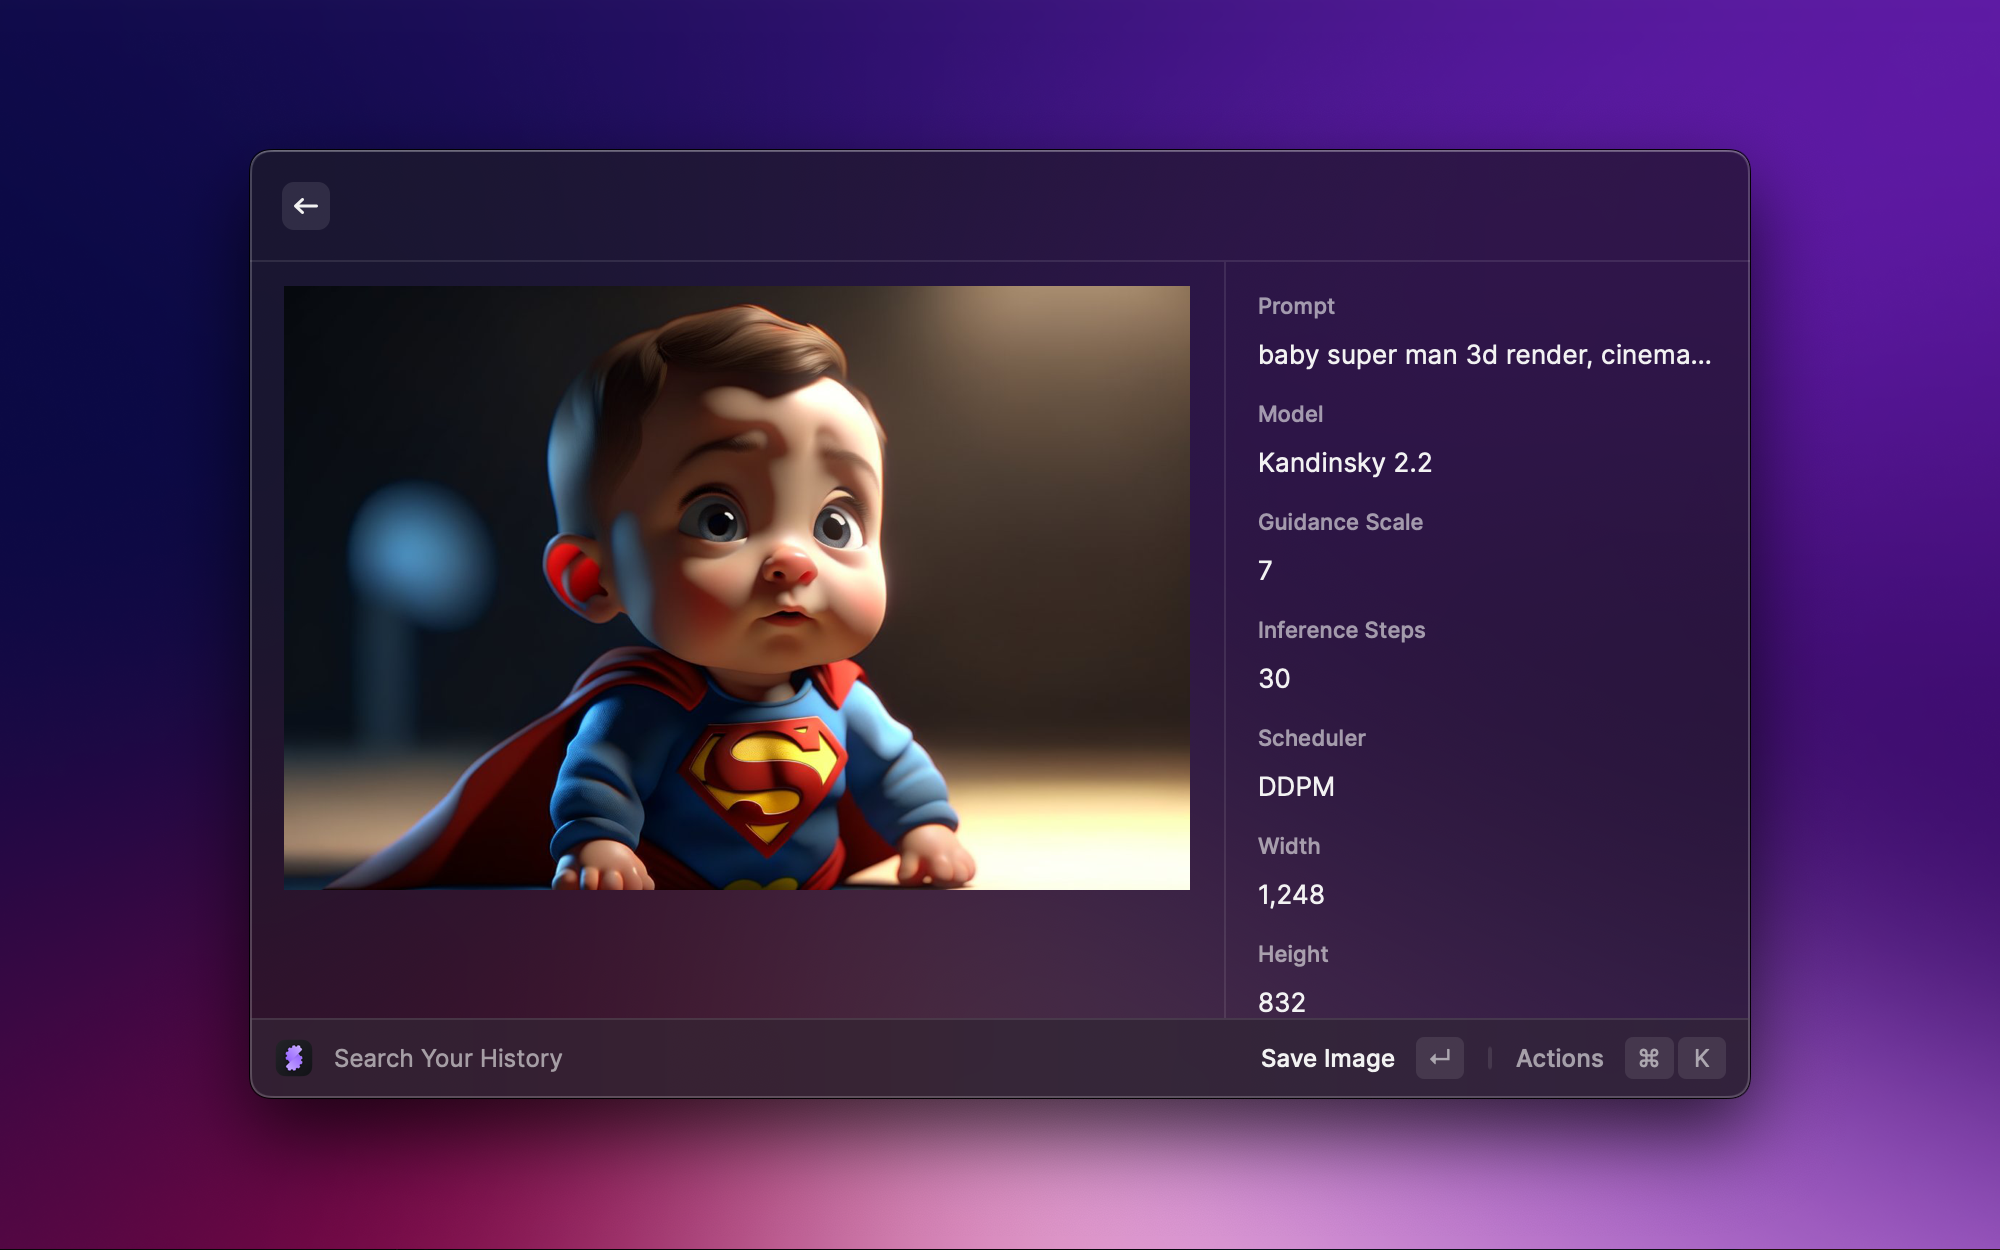 Prompt
baby super man 3d render, cinema...
Model
Kandinsky 2.2
Guidance Scale
7
Inference Steps
30
Scheduler
DDPM
Width
1,248
Height
832
S
Search Your History
Save Image ↵ Actions ⌘ K